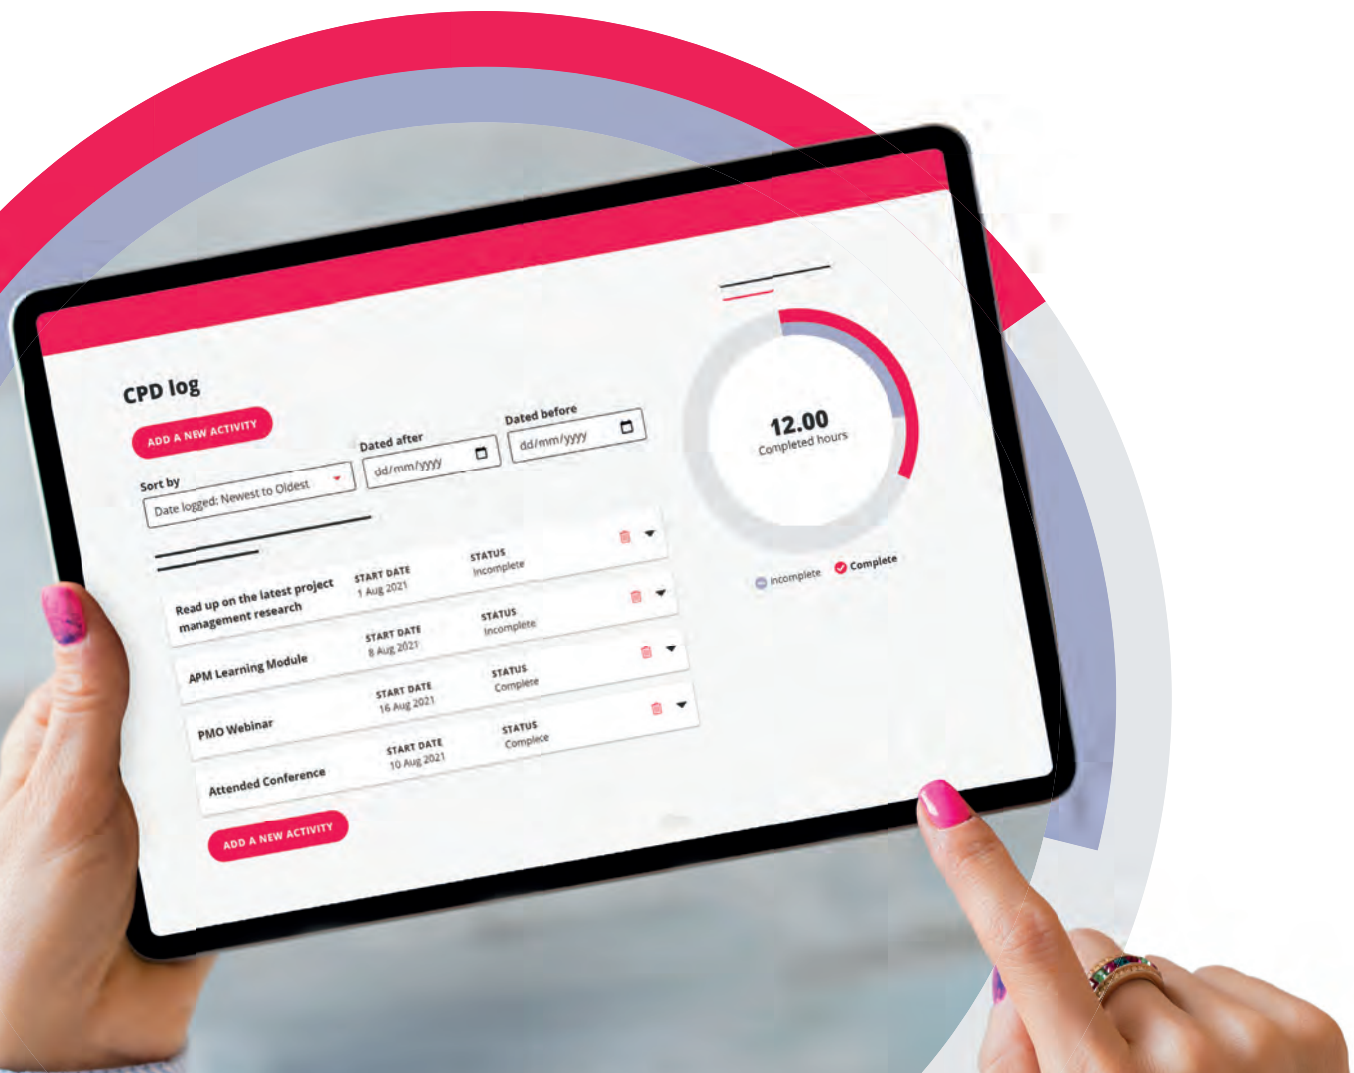 CPD log
ADD A NEW ACTIVITY
Sort by
Date logged: Newest to Oldest
Dated after
dd/mm/yyyy
Dated before
dd/mm/yyyy
Read up on the latest project
management research
START DATE
1 Aug 2021
STATUS
Incomplete
APM Learning Module
START DATE
8 Aug 2021
STATUS
Incomplete
PMO Webinar
START DATE
16 Aug 2021
STATUS
Complete
Attended Conference
START DATE
10 Aug 2021
STATUS
Complece
ADD A NEW ACTIVITY
12.00
Completed hours
Incomplete
Complete